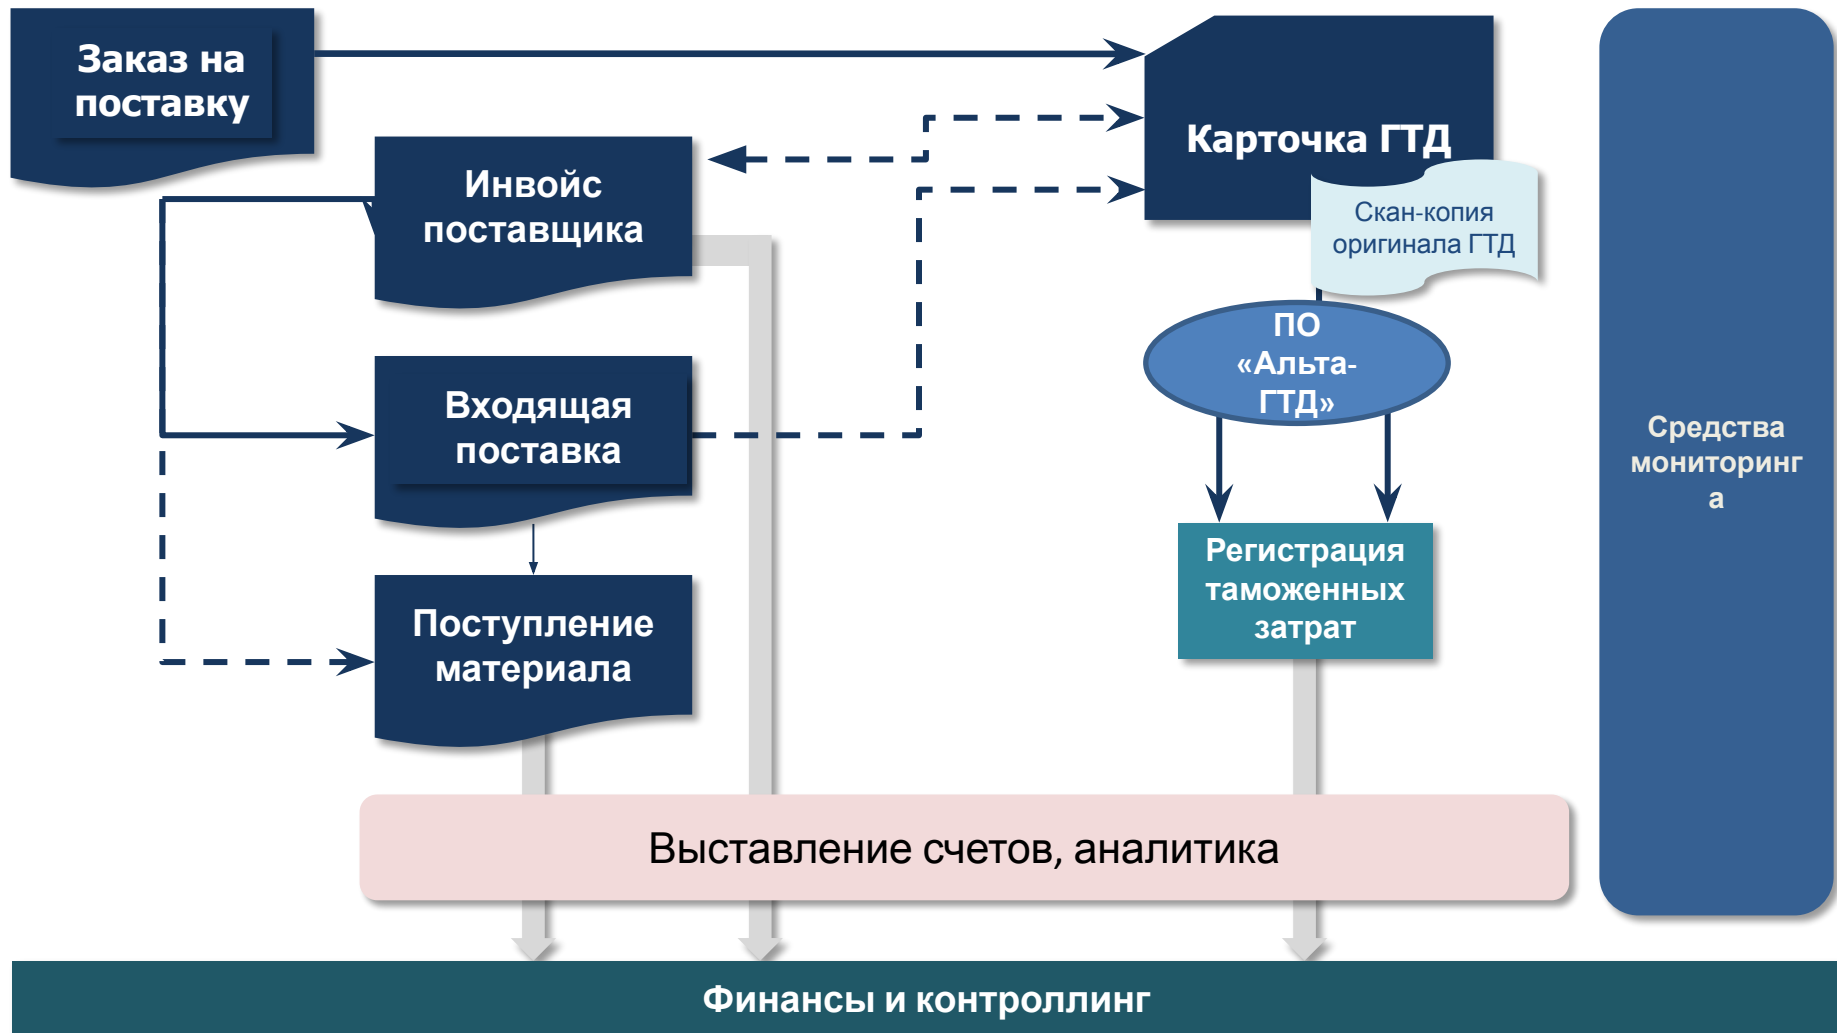 Заказ на
поставку
Карточка ГТД
Инвойс
поставщика
Скан-копия
оригинала ГТД
ПО
«Альта-
ГТД»
Входящая
поставка
Средства
мониторинг
а
Регистрация
таможенных
затрат
Поступление
материала
Выставление счетов, аналитика
Финансы и контроллинг